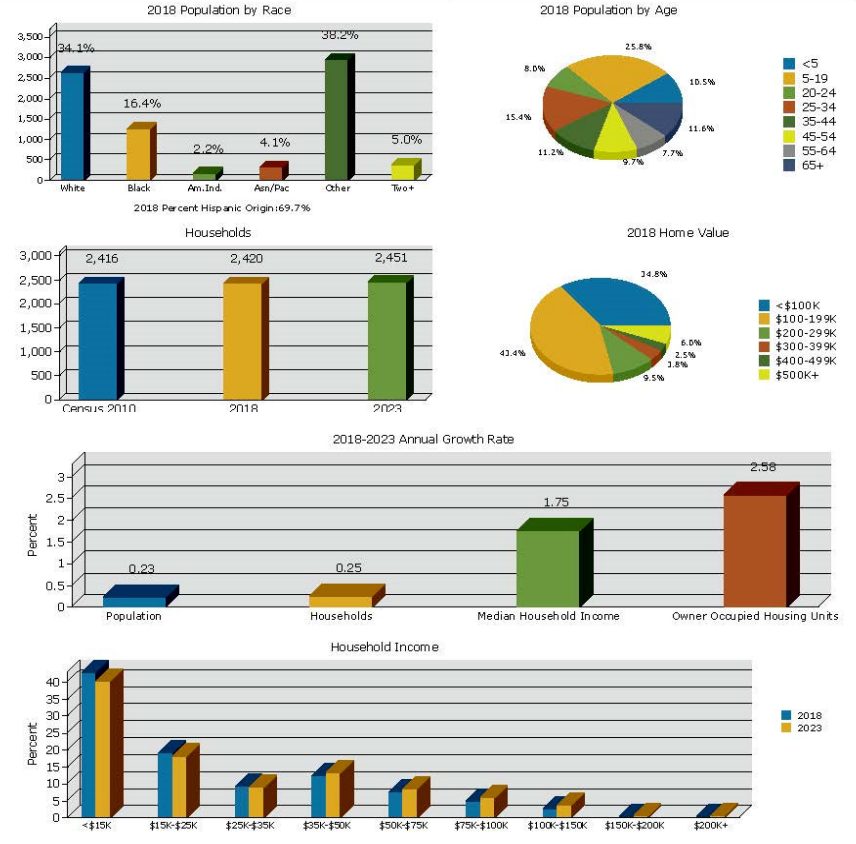 2018 Population by Race
3,500
3,000
2,500
2,000
1,500
1,000
500
0
34.1%
16.4%
2.2%
4.1%
38.2%
5.0%
White
Black
Am.Ind.
Asn/Pac
Other
Two+
2018 Percent Hispanic Origin:69.7%
2018 Population by Age
25.8%
10.5%
8.0%
15.4%
11.2%
9.7%
7.7%
11.6%
<5
5-19
20-24
25-34
35-44
45-54
55-64
65+
Households
3,000
2,500
2,000
1,500
1,000
500
0
2,416
2,420
2,451
Census 2010
2018
2023
2018 Home Value
34.8%
43.4%
9.5%
3.8%
2.5%
6.0%
<$100K
$100-199K
$200-299K
$300-399K
$400-499K
$500K+
2018-2023 Annual Growth Rate
Percent
3
2.5
2
1.5
1
0.5
0
0.23
0.25
1.75
2.58
Population
Households
Median Household Income
Owner Occupied Housing Units
Household Income
Percent
40
35
30
25
20
15
10
5
0
<$15K
$15K-$25K
$25K-$35K
$35K-$50K
$50K-$75K
$75K-$100K
$100K-$150K
$150K-$200K
$200K+
2018
2023